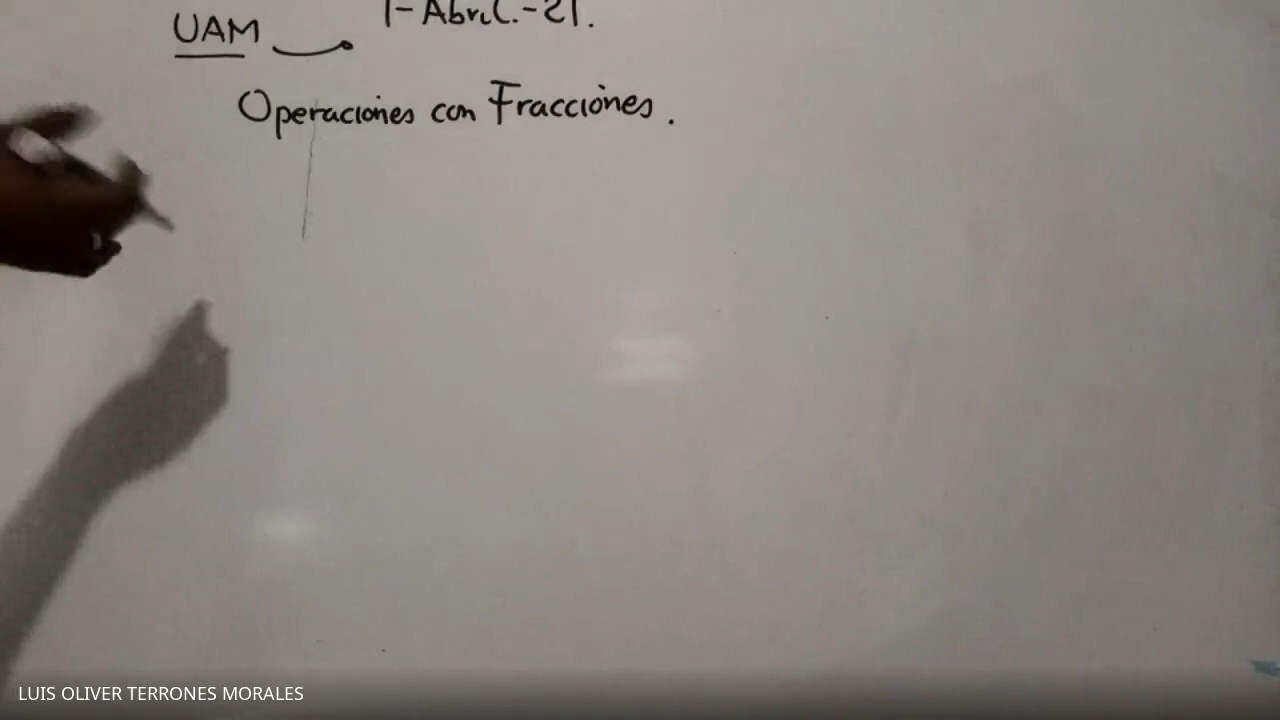 1-Abril.-21.
UAM
Operaciones con Fracciones.
LUIS OLIVER TERRONES MORALES